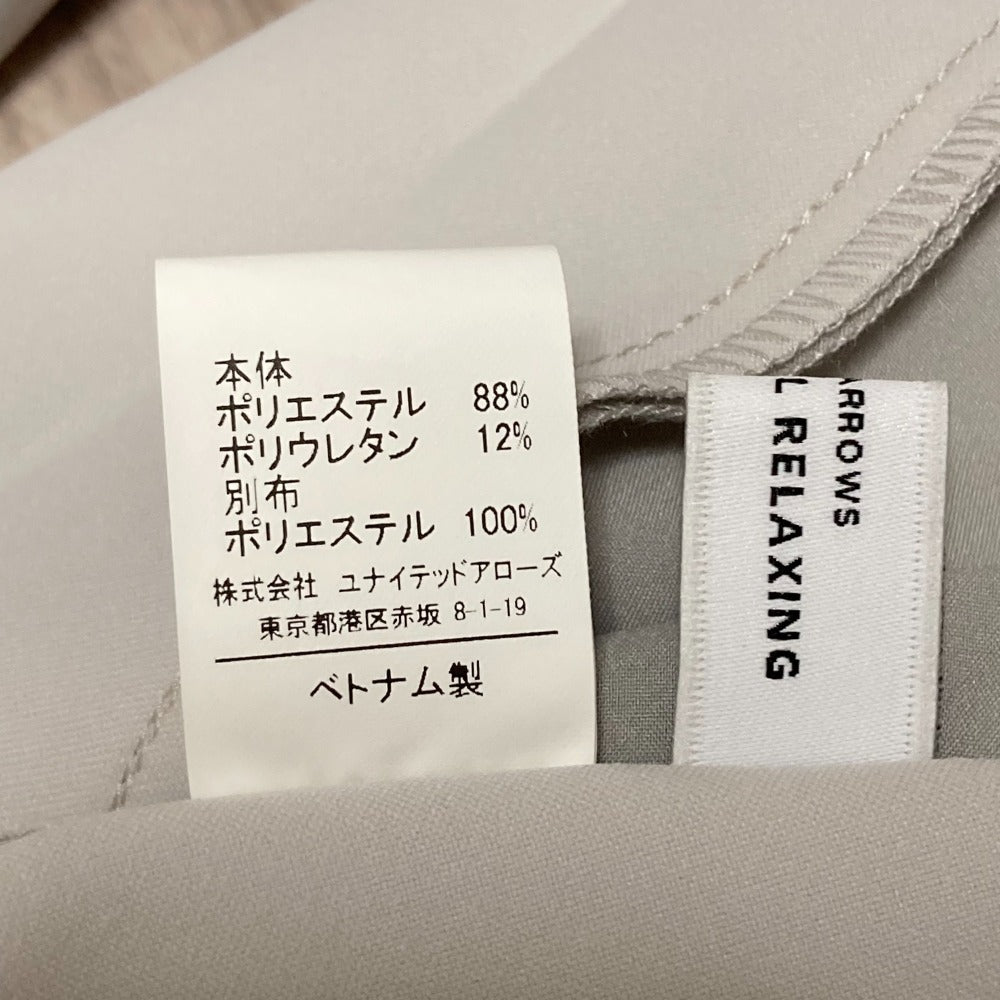 本体
ポリエステル 88%
ポリウレタン 12%
別布
ポリエステル 100%
株式会社 ユナイテッドアローズ
東京都港区赤坂 8-1-19
ベトナム製
ARROWS
L RELAXING